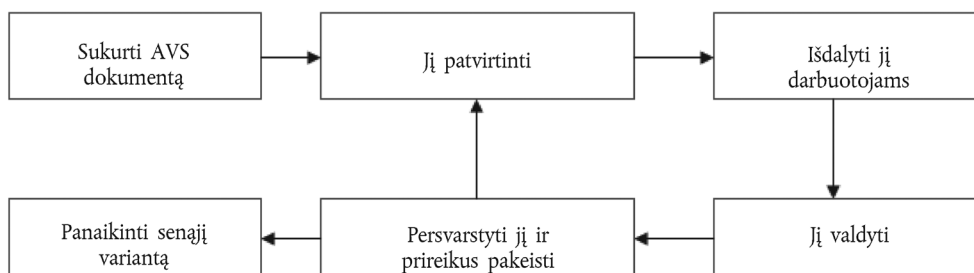 Sukurti AVS
dokumentą
Jį patvirtinti
Išdalyti jį
darbuotojams
Panaikinti senąjį
variantą
Persvarstyti jį ir
prireikus pakeisti
Jį valdyti